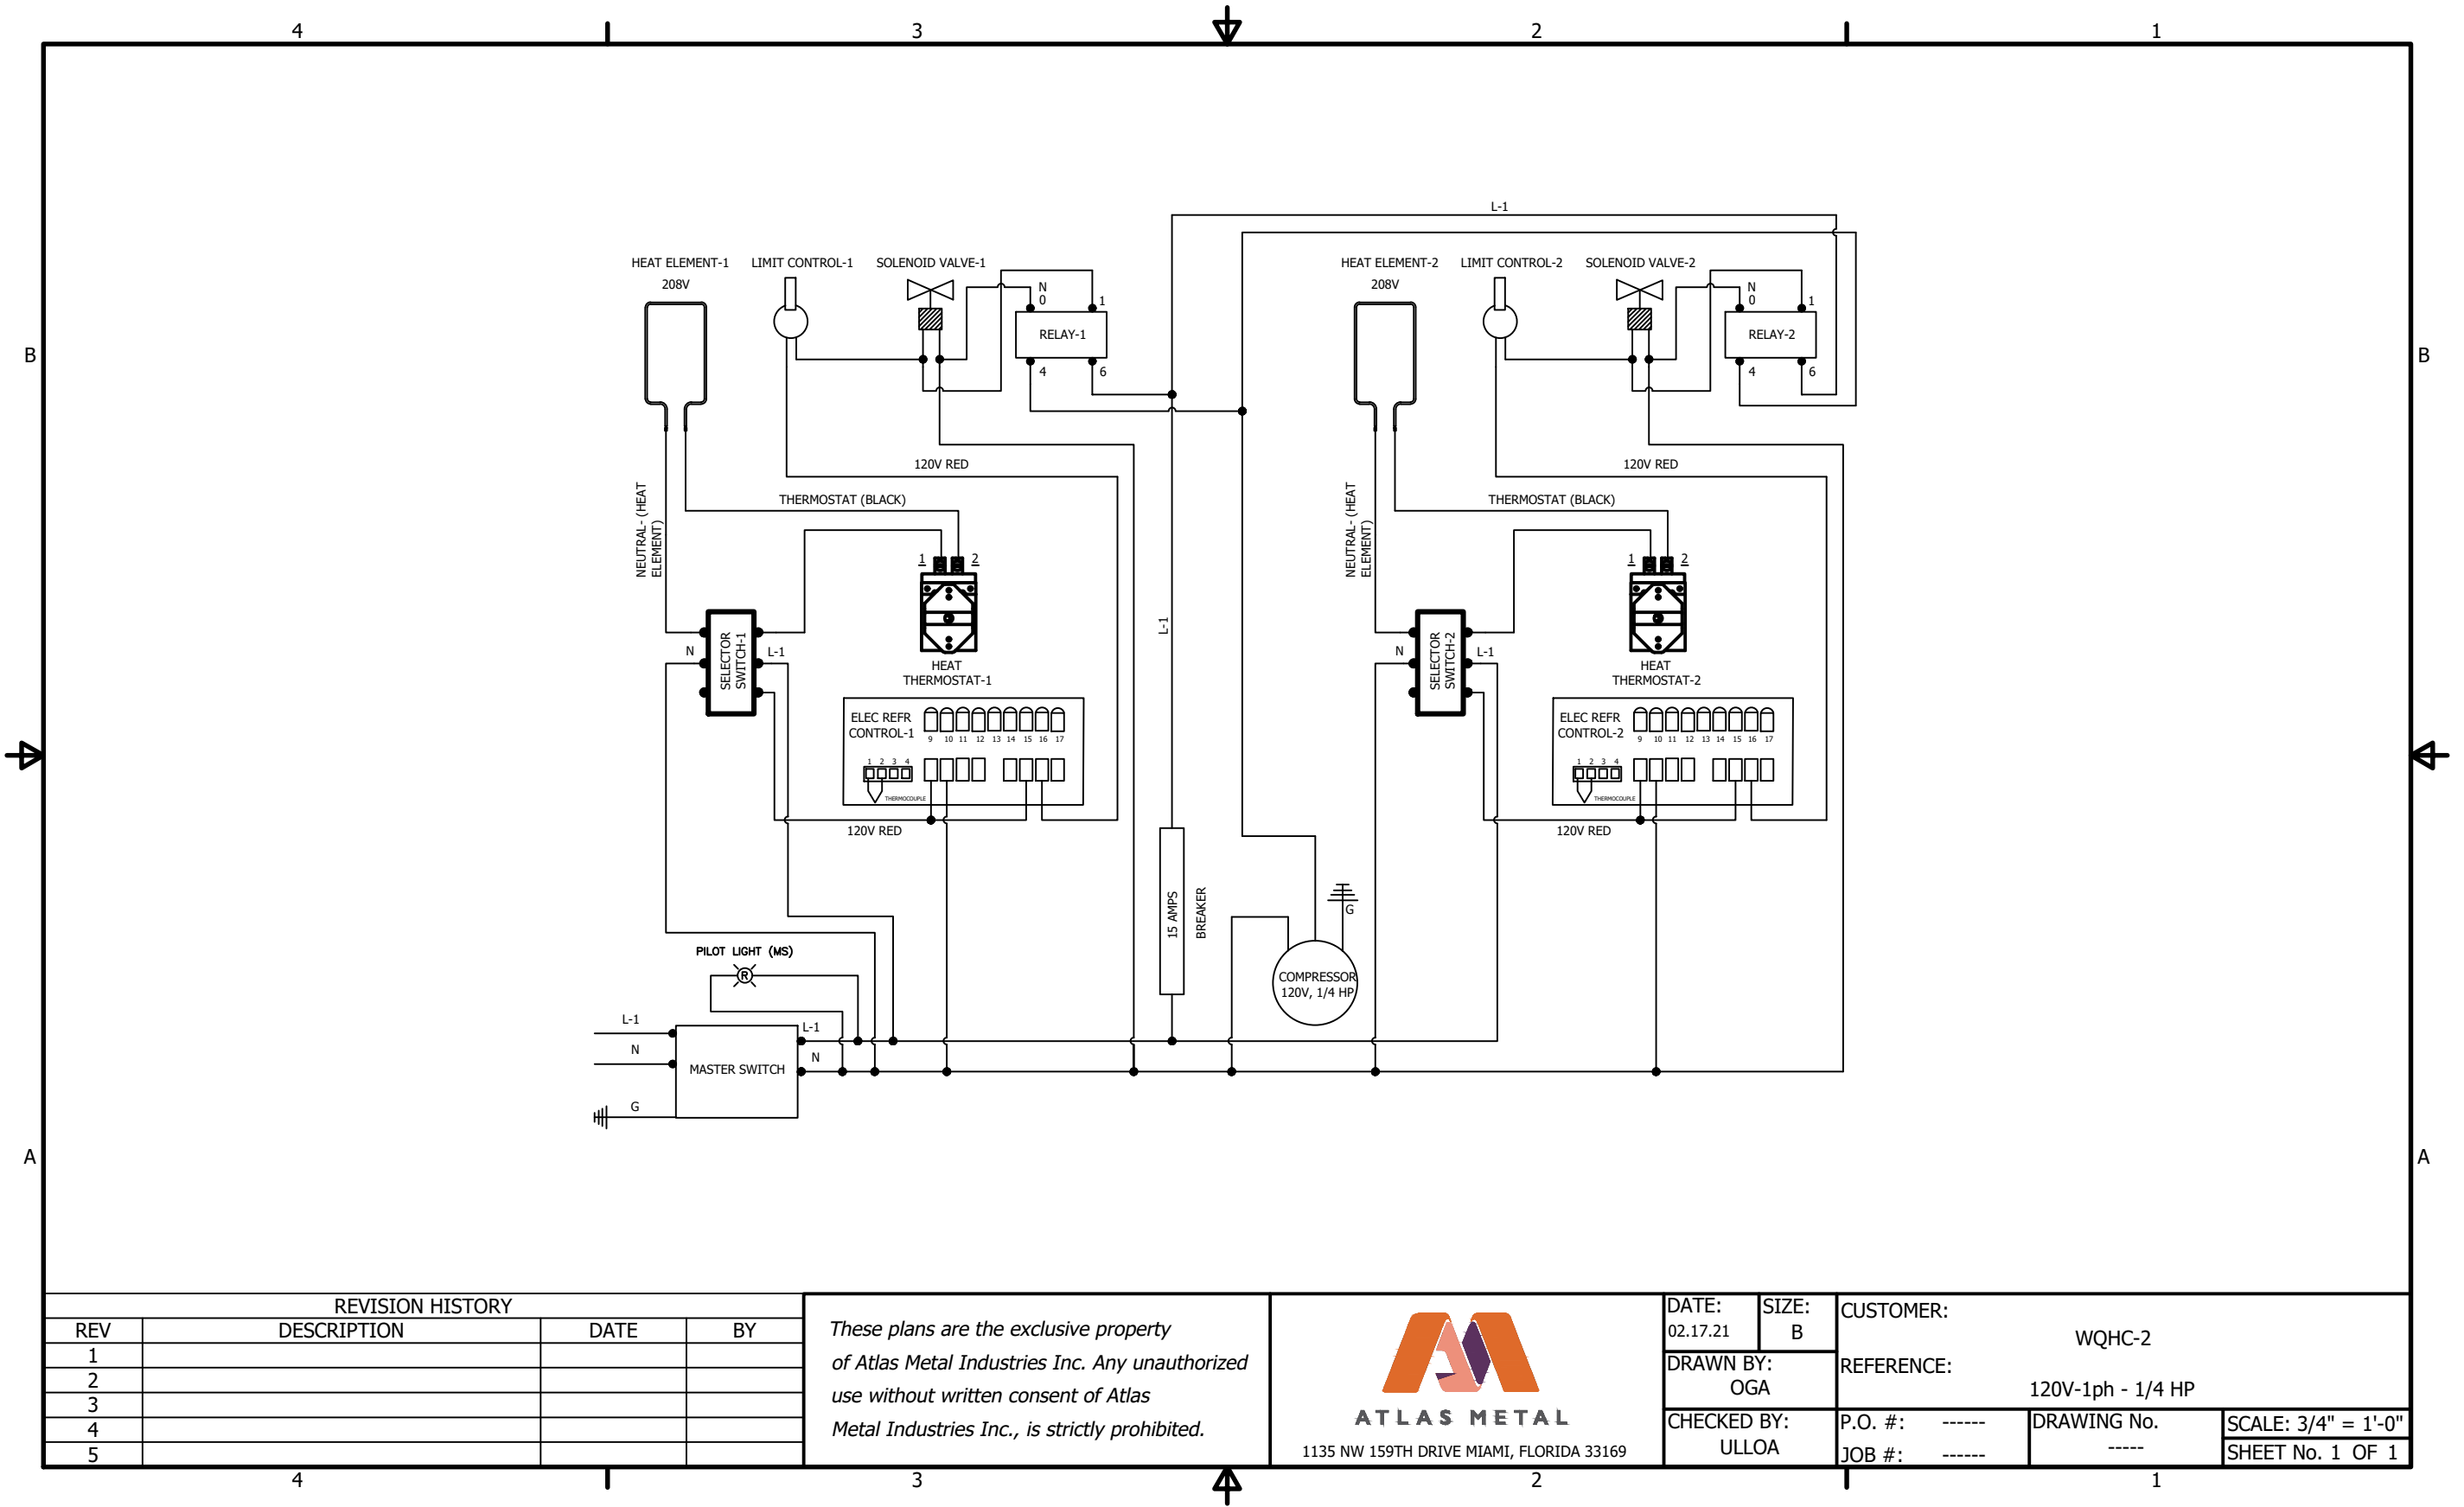 4 3 2 1
B B
A A
L-1
HEAT ELEMENT-1
208V
LIMIT CONTROL-1
SOLENOID VALVE-1
N
0
1
RELAY-1
4
6
HEAT ELEMENT-2
208V
LIMIT CONTROL-2
SOLENOID VALVE-2
N
0
1
RELAY-2
4
6
120V RED
THERMOSTAT (BLACK)
NEUTRAL- (HEAT
ELEMENT)
1 2
HEAT
THERMOSTAT-1
SELECTOR
SWITCH-1
N
L-1
ELEC REFR
CONTROL-1
9 10 11 12 13 14 15 16 17
1 2 3 4
THERMOCOUPLE
120V RED
L-1
120V RED
THERMOSTAT (BLACK)
NEUTRAL- (HEAT
ELEMENT)
1 2
HEAT
THERMOSTAT-2
SELECTOR
SWITCH-2
N
L-1
ELEC REFR
CONTROL-2
9 10 11 12 13 14 15 16 17
1 2 3 4
THERMOCOUPLE
120V RED
15 AMPS
BREAKER
G
COMPRESSOR
120V, 1/4 HP
PILOT LIGHT (MS)
R
L-1
N
G
MASTER SWITCH
L-1
N
REVISION HISTORY
REV DESCRIPTION DATE BY
1
2
3
4
5
These plans are the exclusive property
of Atlas Metal Industries Inc. Any unauthorized
use without written consent of Atlas
Metal Industries Inc., is strictly prohibited.
ATLAS METAL
1135 NW 159TH DRIVE MIAMI, FLORIDA 33169
DATE:
02.17.21
SIZE:
B
DRAWN BY:
OGA
CHECKED BY:
ULLOA
CUSTOMER:
WQHC-2
REFERENCE:
120V-1ph - 1/4 HP
P.O. #: ------
JOB #: ------
DRAWING No.
-----
SCALE: 3/4" = 1'-0"
SHEET No. 1 OF 1
4 3 2 1